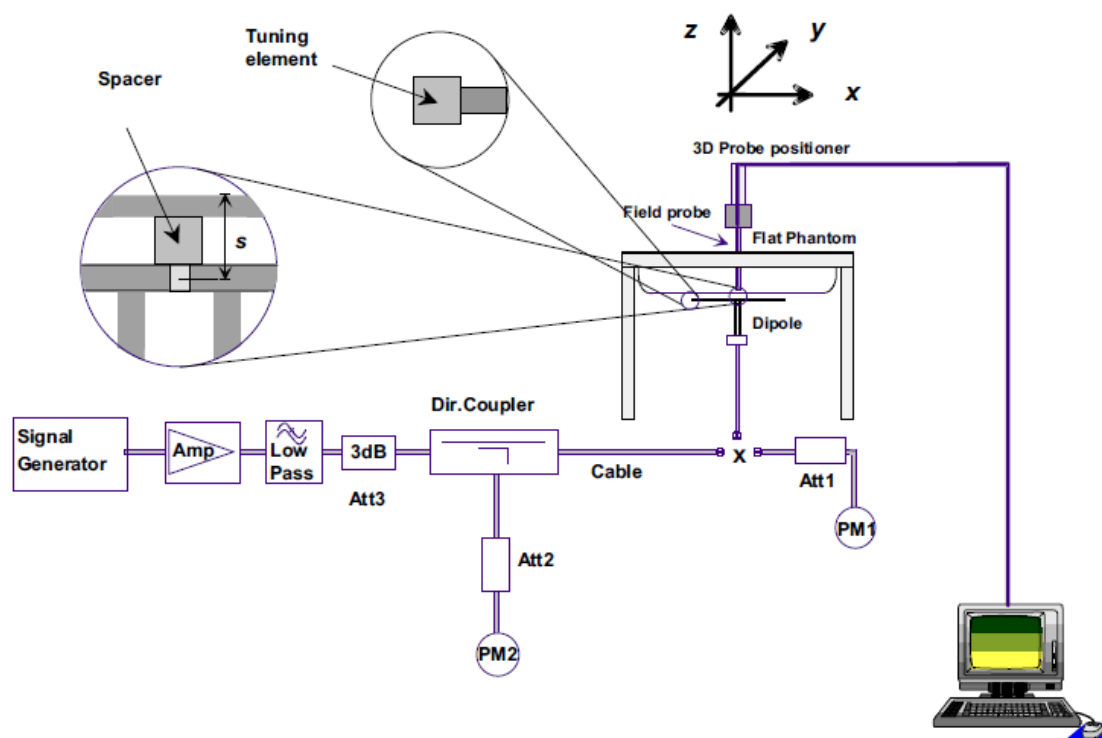 Tuning
element
Spacer
z
y
x
s
3D Probe positioner
Field probe
Flat Phantom
Dipole
Dir.Coupler
Signal
Generator
Amp
Low
Pass
3dB
Att3
Cable
X
Att1
PM1
Att2
PM2